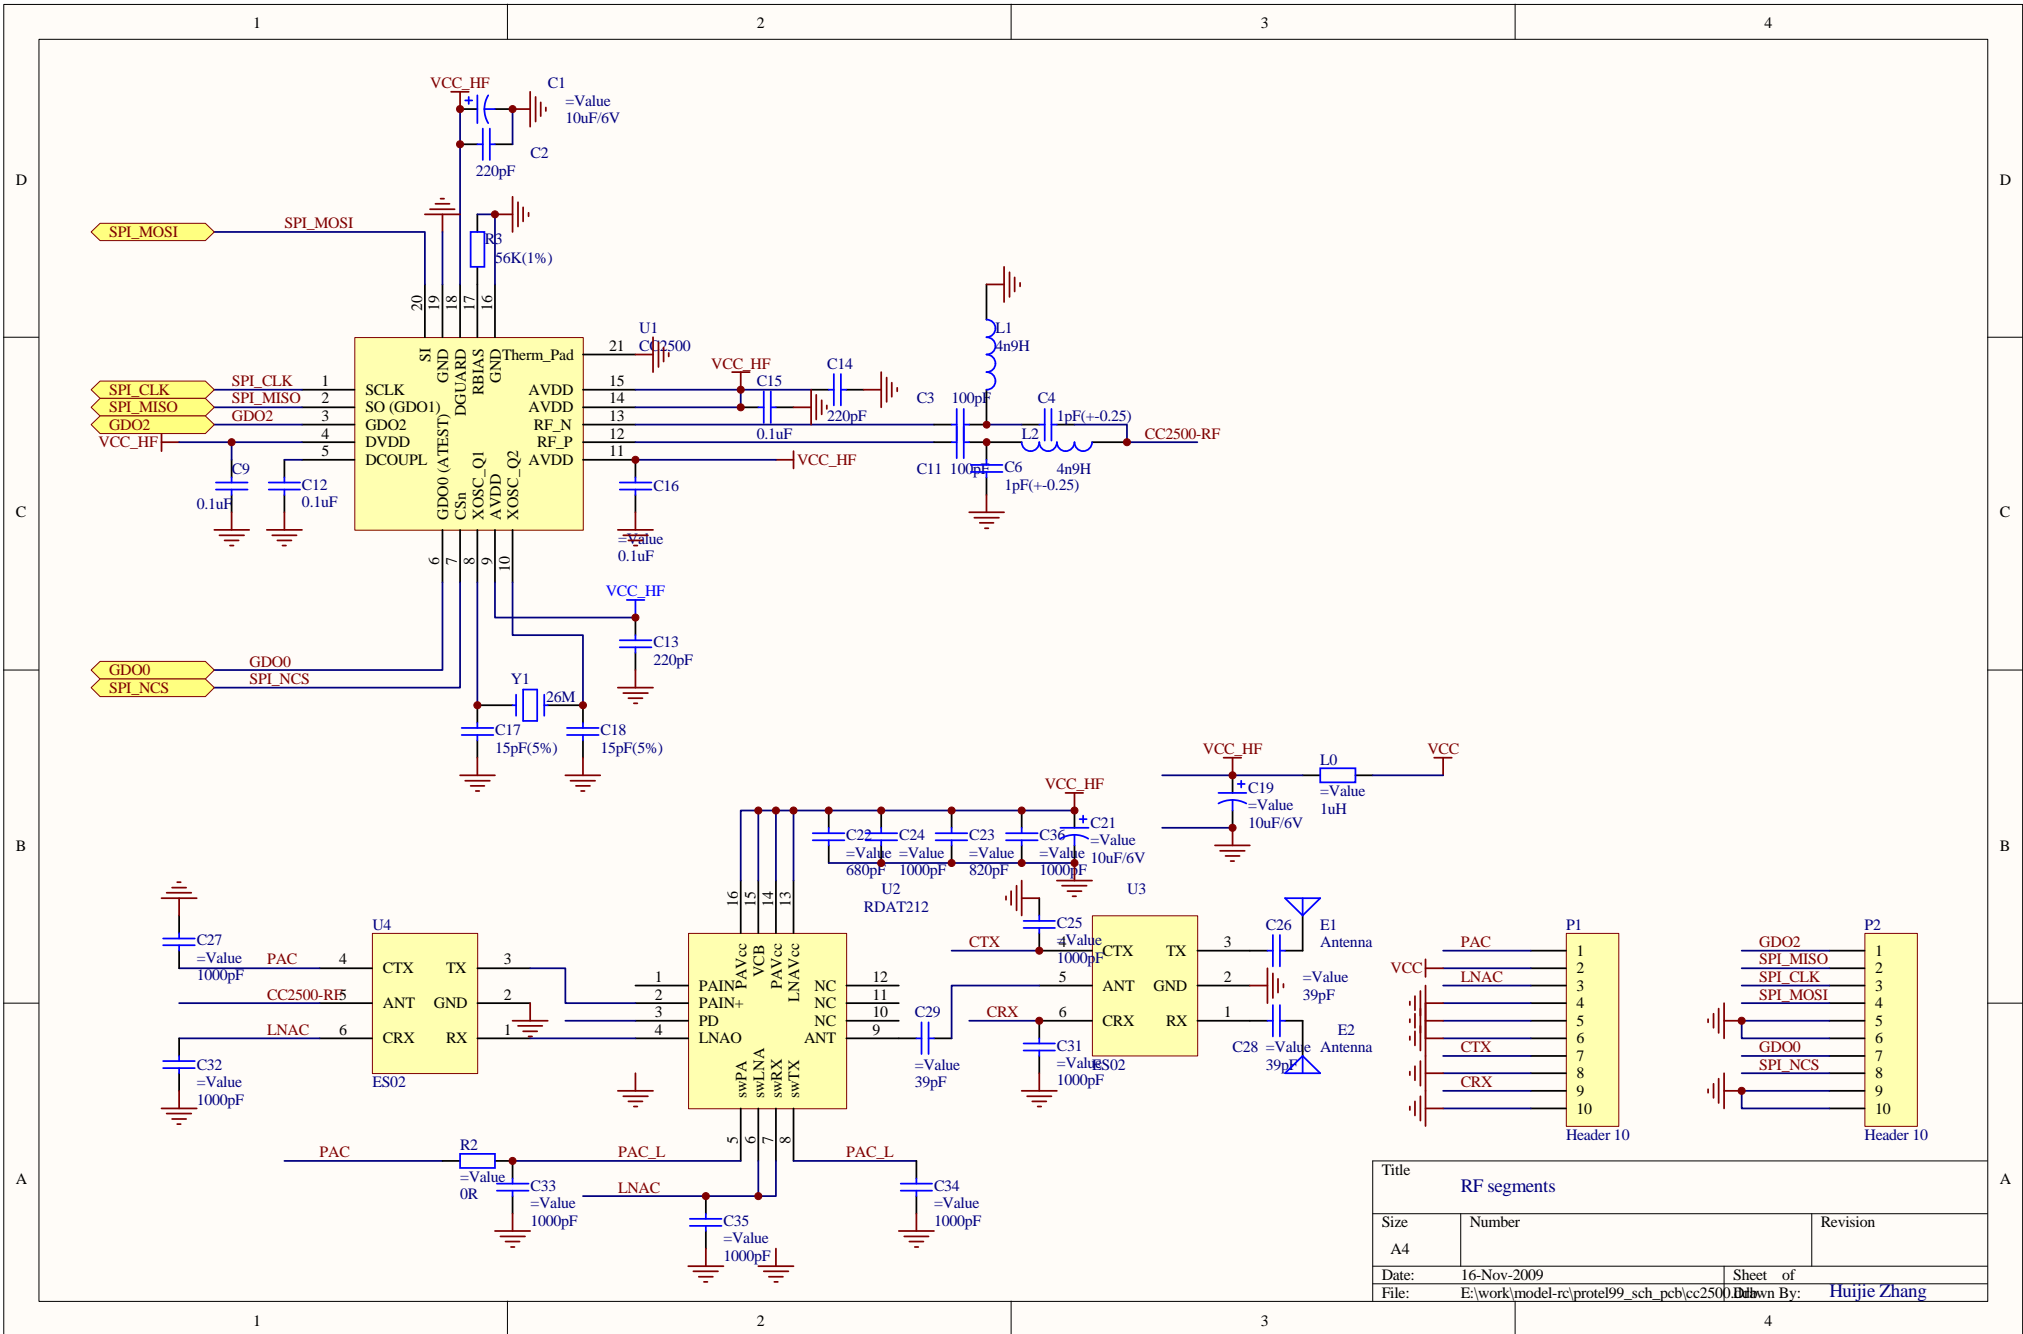 1 2 3 4
D D
C C
B B
A A
VCC_HF
C1
=Value
10uF/6V
C2
220pF
SPI_MOSI SPI_MOSI
R3
56K(1%)
20 19 18 17 16
SI GND DGUARD RBIAS GND
U1
CC2500
Therm_Pad 21
SPI_CLK SPI_CLK 1 SCLK
SPI_MISO SPI_MISO 2 SO (GDO1)
GDO2 GDO2 3 GDO2
VCC_HF 4 DVDD
5 DCOUPL
AVDD 15
AVDD 14
RF_N 13
RF_P 12
AVDD 11
GDO0 (ATEST) CSn XOSC_Q1 AVDD XOSC_Q2
6 7 8 9 10
C9
0.1uF
C12
0.1uF
VCC_HF
C15
0.1uF
C14
220pF
L1
4n9H
C3 100pF
C4
1pF(+-0.25)
L2
4n9H
CC2500-RF
C11 100pF
C6
1pF(+-0.25)
VCC_HF
C16
=Value
0.1uF
VCC_HF
C13
220pF
GDO0 GDO0
SPI_NCS SPI_NCS
Y1
26M
C17
15pF(5%)
C18
15pF(5%)
VCC_HF
L0
=Value
1uH
VCC
C19
=Value
10uF/6V
VCC_HF
C22
=Value
680pF
C24
=Value
1000pF
C23
=Value
820pF
C36
=Value
1000pF
C21
=Value
10uF/6V
U2
RDAT212
16 15 14 13
PAVcc VCB PAVcc LNAVcc
1 PAIN-
2 PAIN+
3 PD
4 LNAO
NC 12
NC 11
NC 10
ANT 9
swPA swLNA swRX swTX
5 6 7 8
C27
=Value
1000pF
PAC
CC2500-RF
LNAC
C32
=Value
1000pF
U4
4 CTX TX 3
5 ANT GND 2
6 CRX RX 1
ES02
C29
=Value
39pF
CTX
C25
=Value
1000pF
U3
4 CTX TX 3
5 ANT GND 2
6 CRX RX 1
ES02
CRX
C31
=Value
1000pF
C26
=Value
39pF
E1
Antenna
E2
Antenna
C28 =Value
39pF
PAC
R2
=Value
0R
PAC_L
C33
=Value
1000pF
LNAC
C35
=Value
1000pF
PAC_L
C34
=Value
1000pF
P1
PAC 1
VCC 2
LNAC 3
4
5
6
CTX 7
8
CRX 9
10
Header 10
P2
GDO2 1
SPI_MISO 2
SPI_CLK 3
SPI_MOSI 4
5
6
GDO0 7
SPI_NCS 8
9
10
Header 10
Title
RF segments
Size Number Revision
A4
Date: 16-Nov-2009 Sheet of
File: E:\work\model-rc\protel99_sch_pcb\cc2500.ddb Drawn By: Huijie Zhang
1 2 3 4